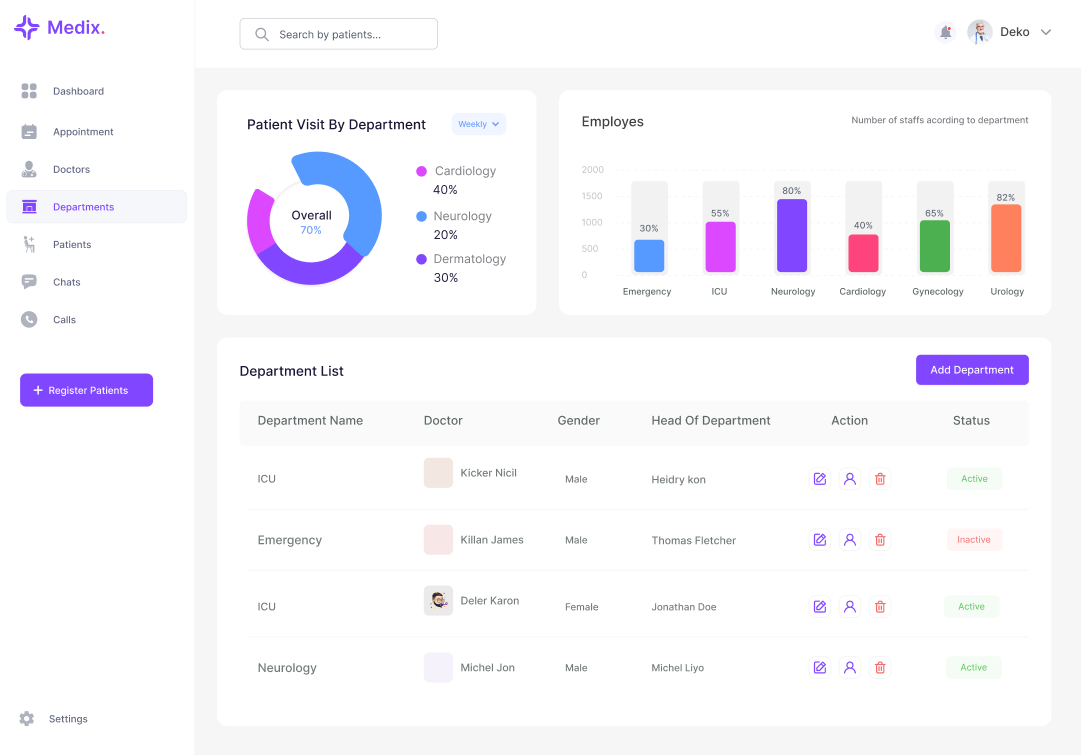 Medix.
Search by patients...
Deko
Dashboard
Appointment
Doctors
Departments
Patients
Chats
Calls
Register Patients
Settings
Patient Visit By Department
Weekly
Overall
70%
Cardiology
40%
Neurology
20%
Dermatology
30%
Employes
Number of staffs acording to department
2000
1500
1000
500
0
30%
55%
80%
40%
65%
82%
Emergency ICU Neurology Cardiology Gynecology Urology
Department List
Add Department
Department Name Doctor Gender Head Of Department Action Status
ICU Kicker Nicil Male Heidry kon Active
Emergency Killan James Male Thomas Fletcher Inactive
ICU Deler Karon Female Jonathan Doe Active
Neurology Michel Jon Male Michel Liyo Active